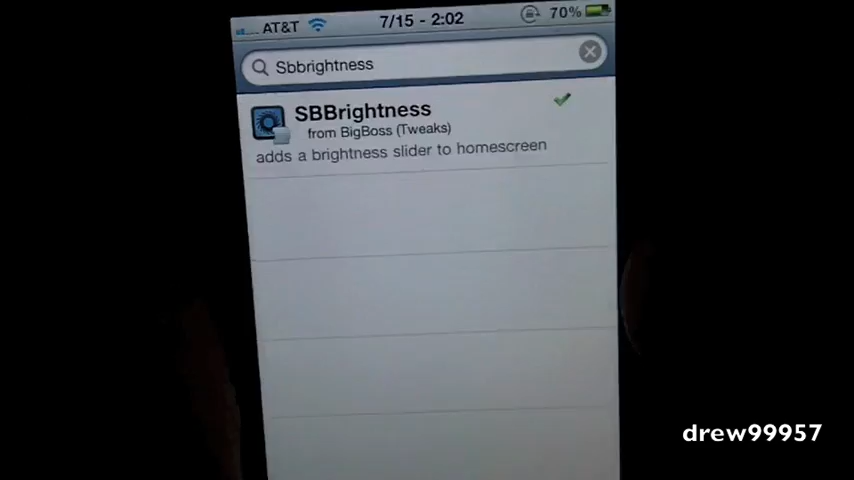 AT&T 7/15 - 2:02 70%
Sbbrightness
SBBrightness
from BigBoss (Tweaks)
adds a brightness slider to homescreen
drew99957